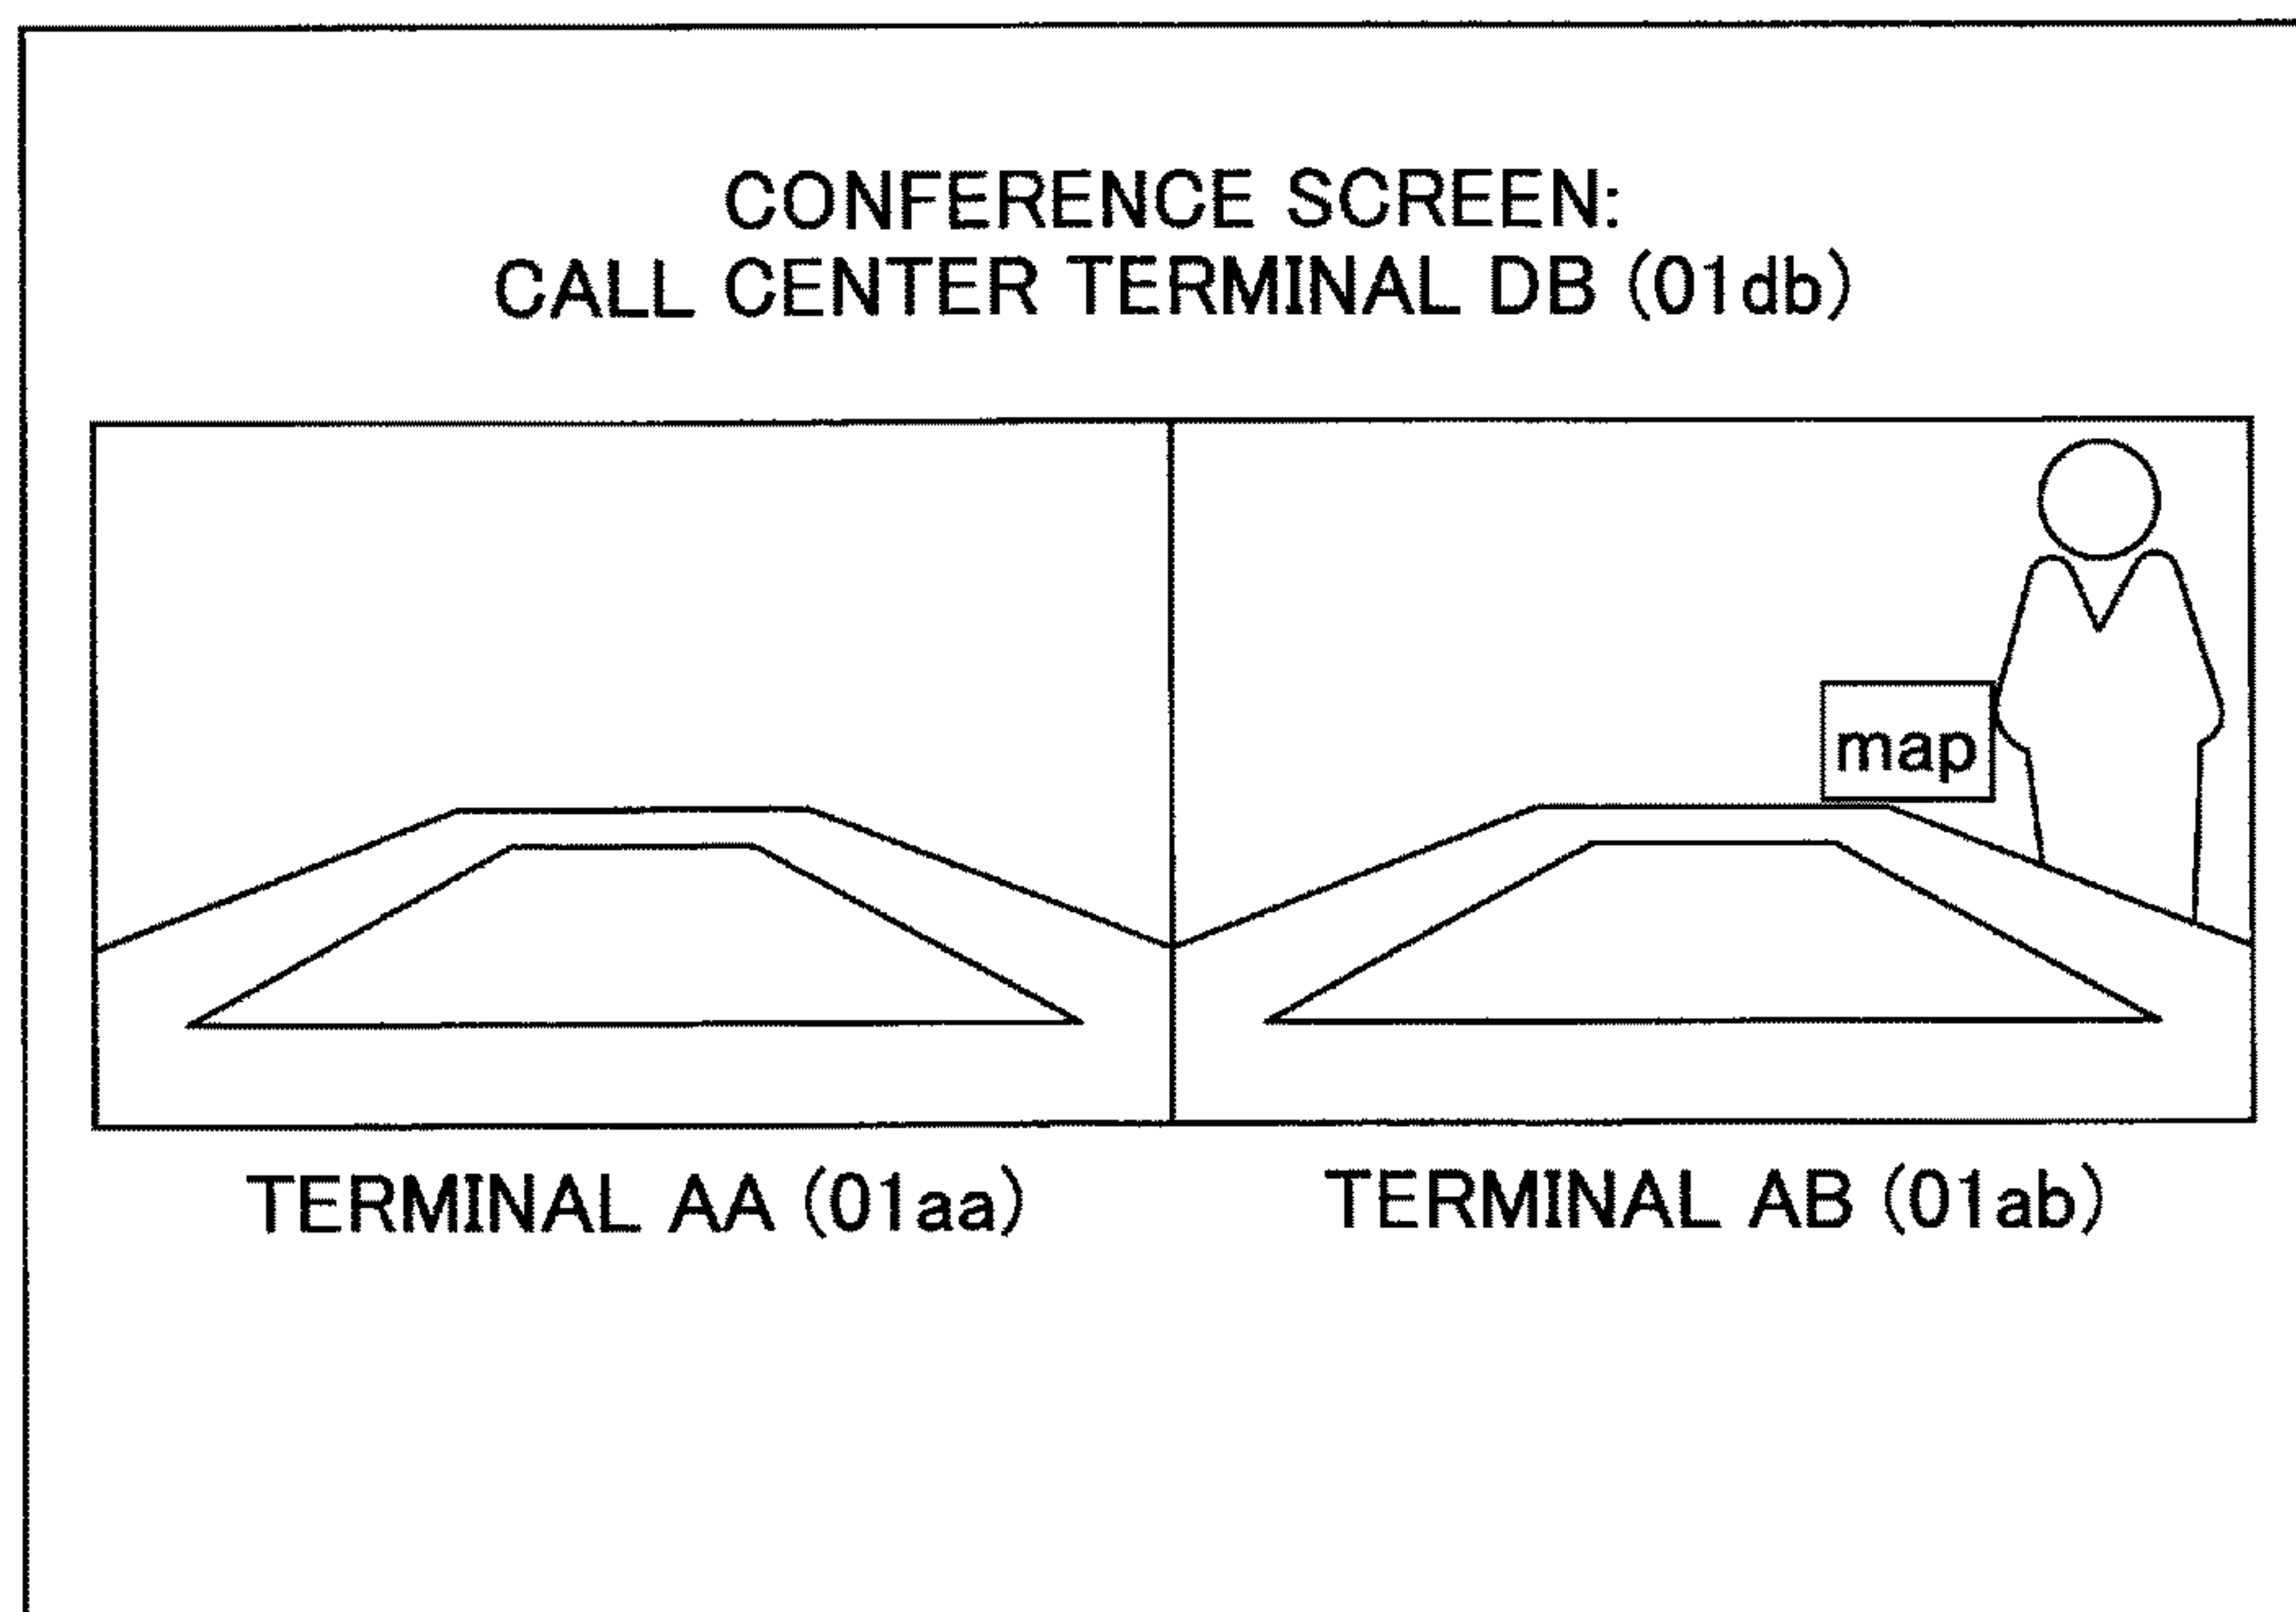 CONFERENCE SCREEN:
CALL CENTER TERMINAL DB (01db)
map
TERMINAL AA (01aa)
TERMINAL AB (01ab)